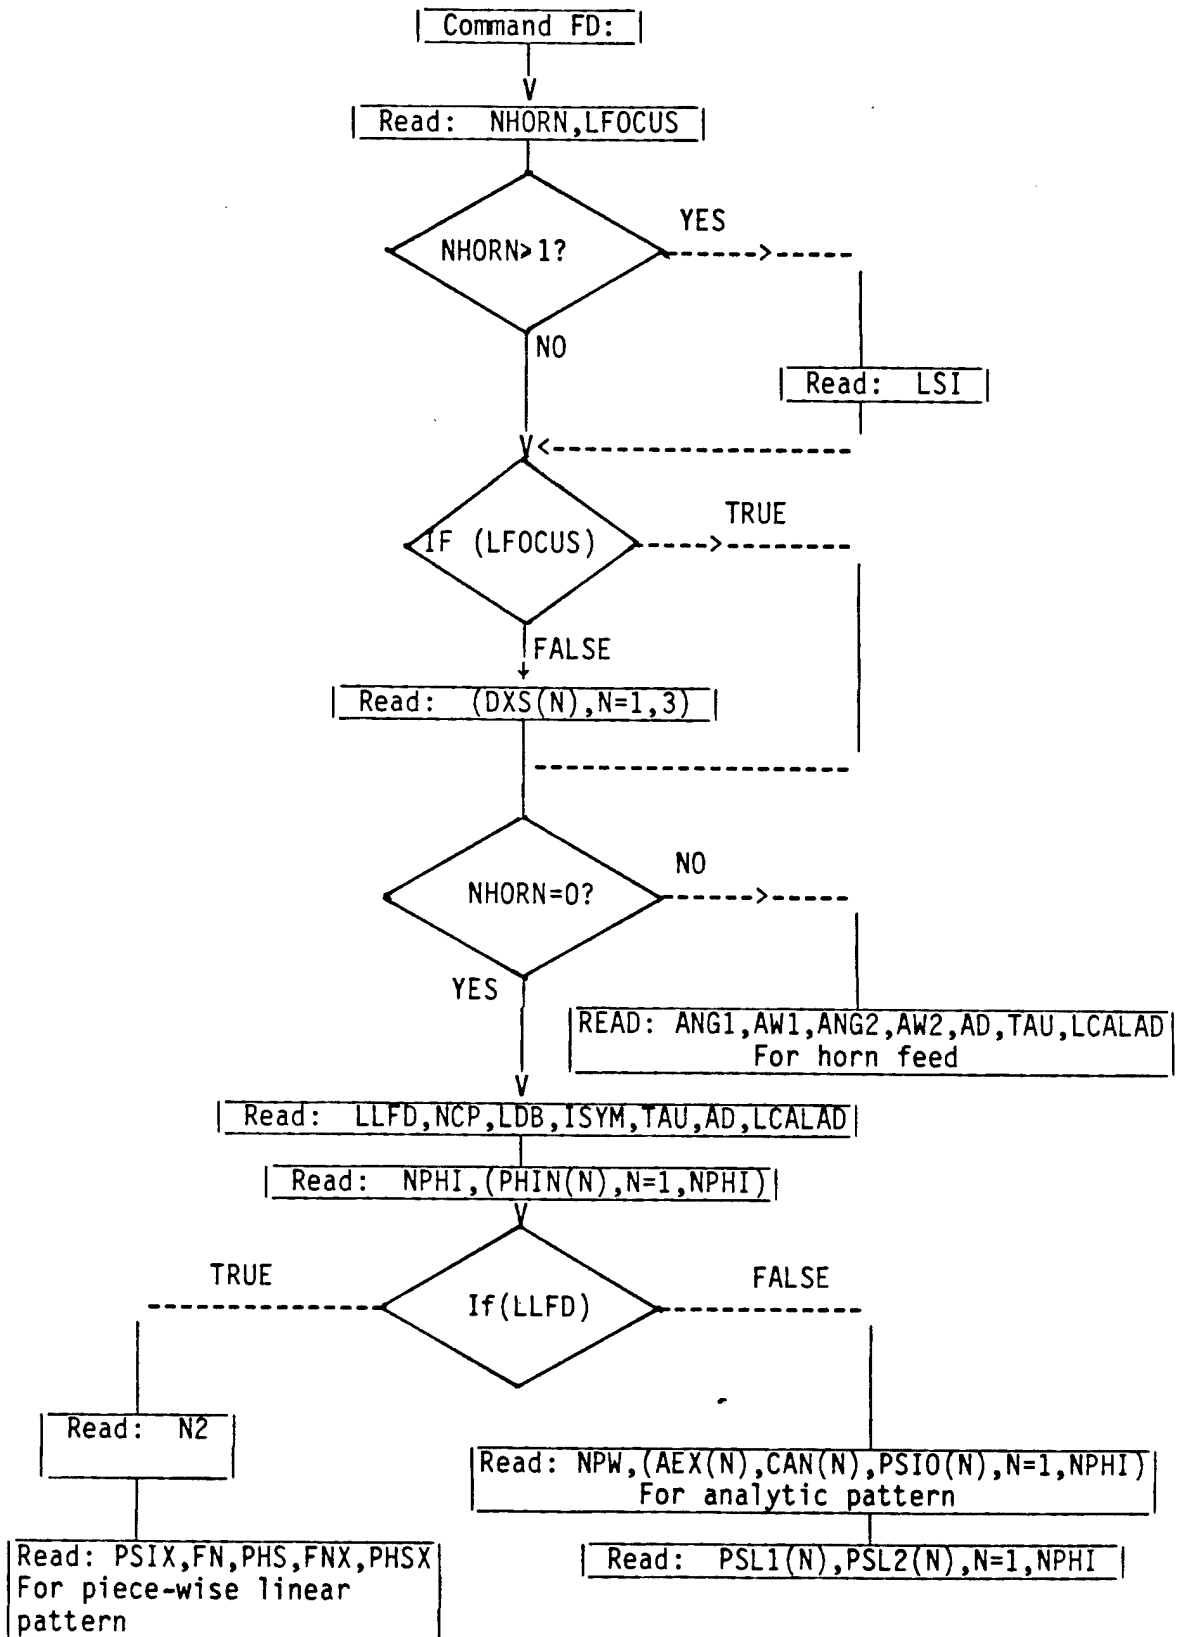 Command FD:
Read: NHORN,LFOCUS
NHORN>1?
YES
NO
Read: LSI
IF (LFOCUS)
TRUE
FALSE
Read: (DXS(N),N=1,3)
NHORN=0?
NO
YES
READ: ANG1,AW1,ANG2,AW2,AD,TAU,LCALAD
For horn feed
Read: LLFD,NCP,LDB,ISYM,TAU,AD,LCALAD
Read: NPHI,(PHIN(N),N=1,NPHI)
If(LLFD)
TRUE
FALSE
Read: N2
Read: NPW,(AEX(N),CAN(N),PSIO(N),N=1,NPHI)
For analytic pattern
Read: PSIX,FN,PHS,FNX,PHSX
For piece-wise linear
pattern
Read: PSL1(N),PSL2(N),N=1,NPHI